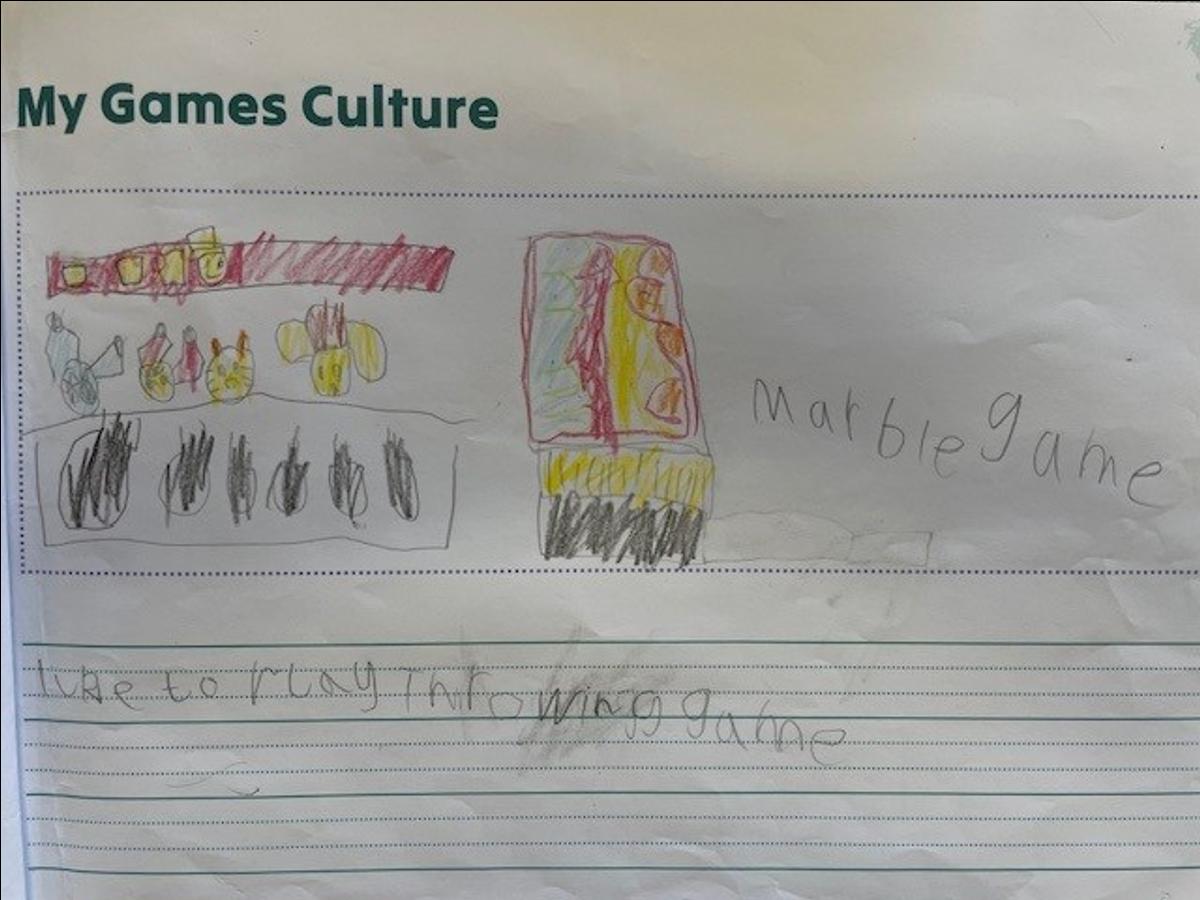 My Games Culture
Marble game
like to play Throwing game